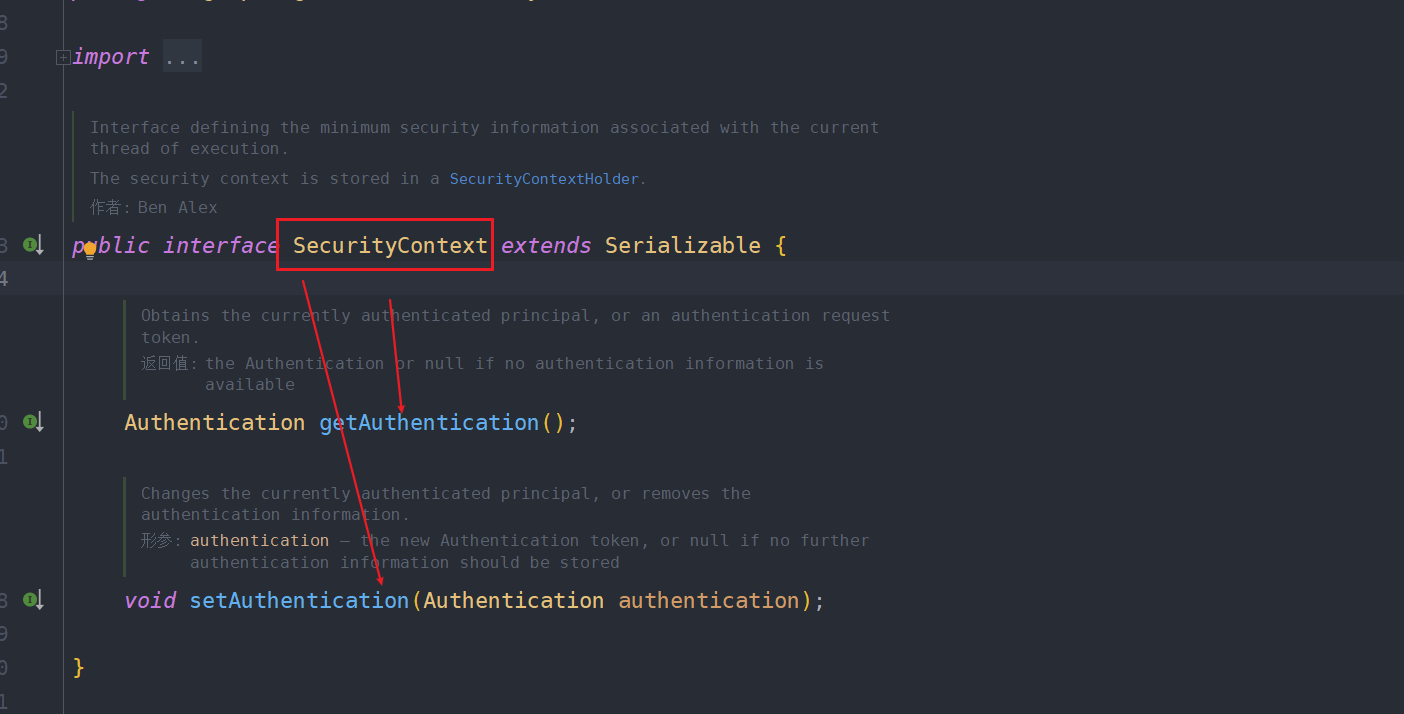 8
9 import ...
2
Interface defining the minimum security information associated with the current
thread of execution.
The security context is stored in a SecurityContextHolder.
作者: Ben Alex
3 public interface SecurityContext extends Serializable {
4
Obtains the currently authenticated principal, or an authentication request
token.
返回值: the Authentication or null if no authentication information is
available
0 Authentication getAuthentication();
1
Changes the currently authenticated principal, or removes the
authentication information.
形参: authentication – the new Authentication token, or null if no further
authentication information should be stored
8 void setAuthentication(Authentication authentication);
9
0 }
1